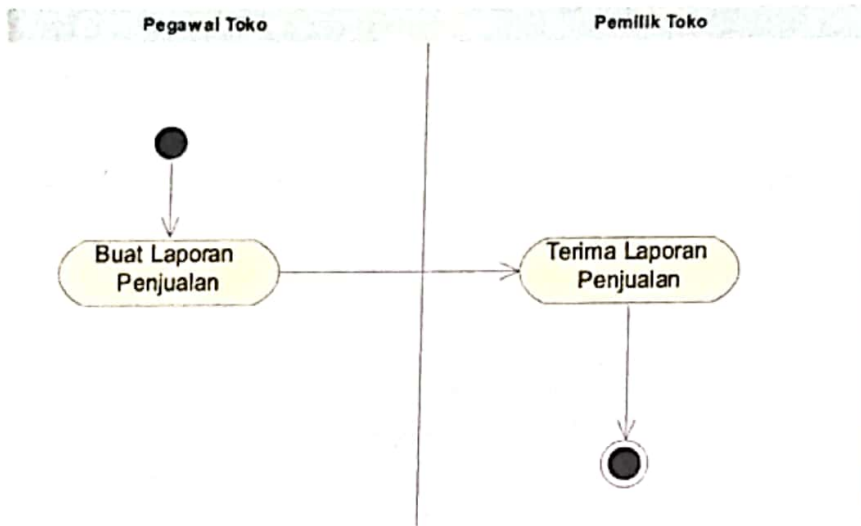 Pegawai Toko
Pemilik Toko
Buat Laporan
Penjualan
Terima Laporan
Penjualan